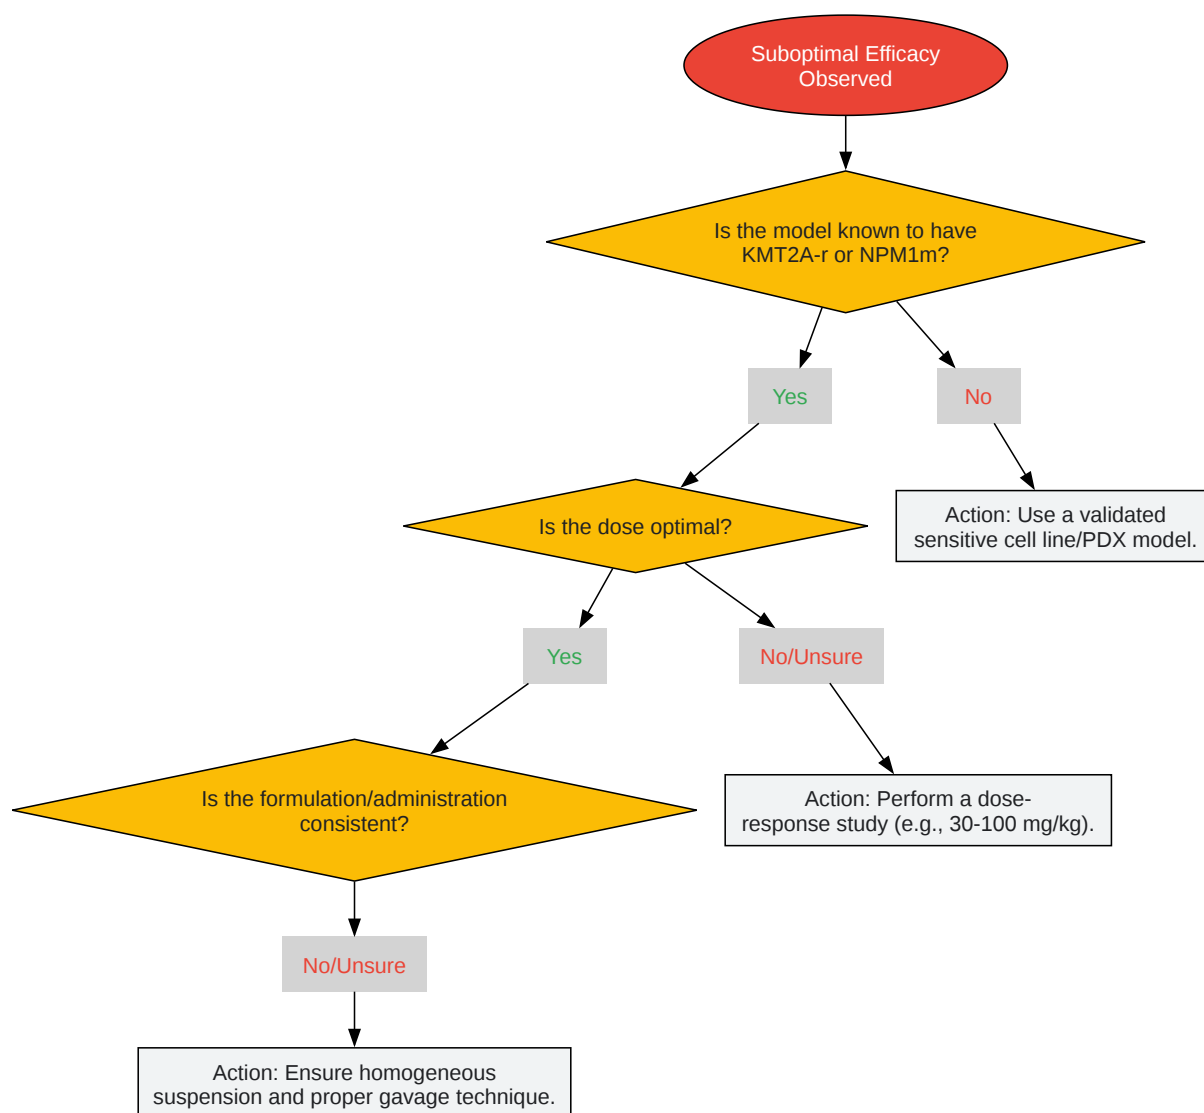 Suboptimal Efficacy
Observed
Is the model known to have
KMT2A-r or NPM1m?
Yes
No
Action: Use a validated
sensitive cell line/PDX model.
Is the dose optimal?
Yes
No/Unsure
Action: Perform a dose-
response study (e.g., 30-100 mg/kg).
Is the formulation/administration
consistent?
No/Unsure
Action: Ensure homogeneous
suspension and proper gavage technique.